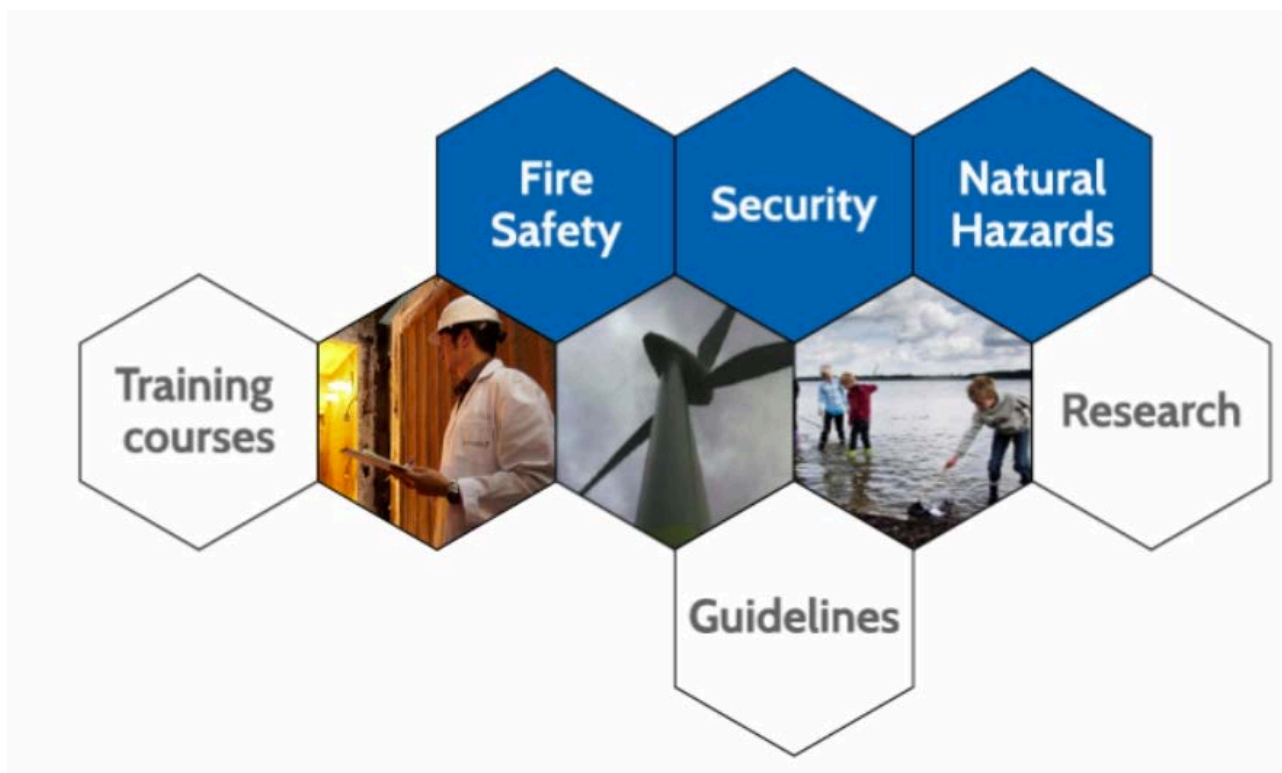 Fire
Safety
Security
Natural
Hazards
Training
courses
Research
Guidelines